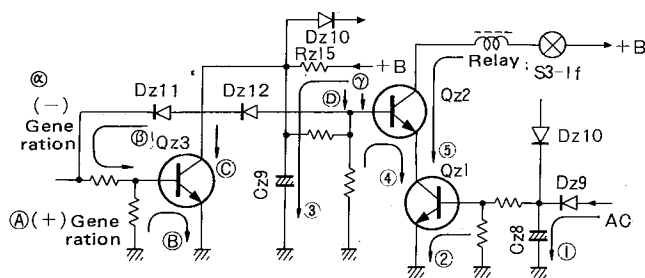 Dz10
Rz15
+B
Relay
S3-1f
+B
ⓐ
(-)
Gene
ration
Dz11
Dz12
Ⓓ
γ
Qz2
Ⓑ'
Qz3
Ⓒ
Dz10
⑤
④
Qz1
Cz9
③
Dz9
AC
Ⓐ(+) Gene
ration
Ⓑ
②
Cz8
①